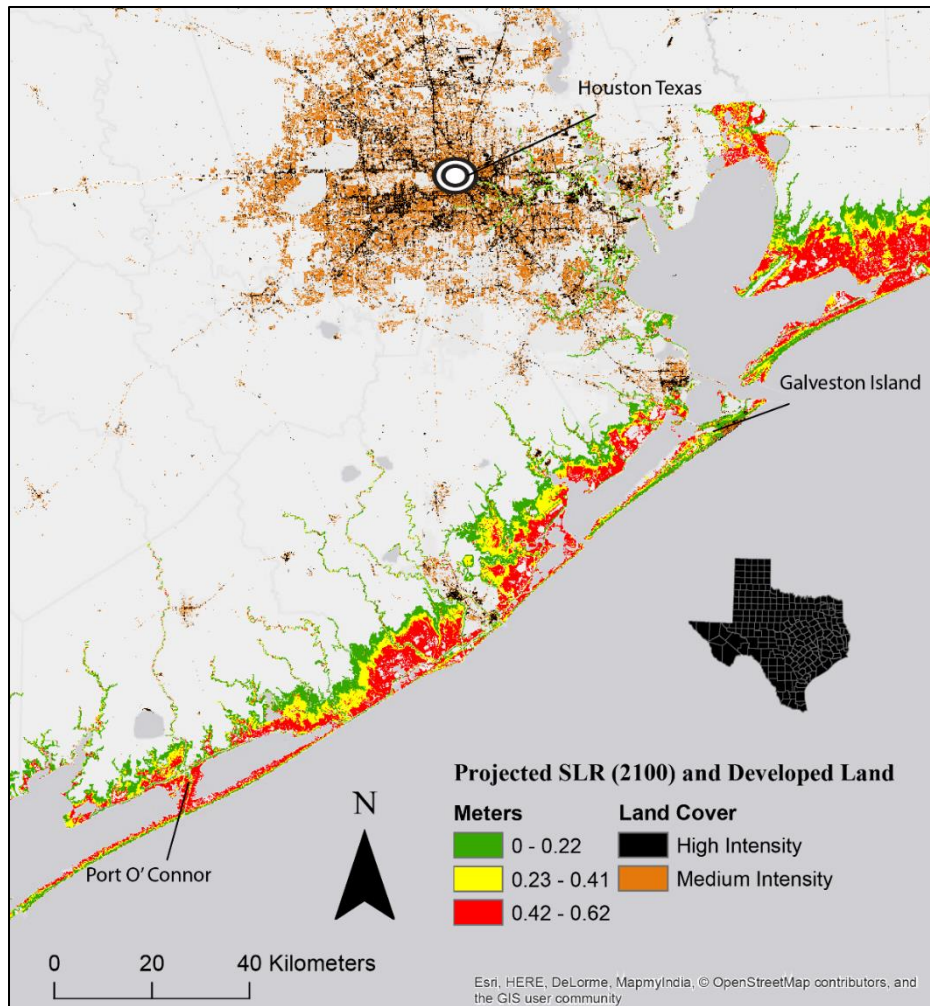 Houston Texas
Galveston Island
Port O' Connor
N
Projected SLR (2100) and Developed Land
Meters
Land Cover
0 - 0.22
High Intensity
0.23 - 0.41
Medium Intensity
0.42 - 0.62
0 20 40 Kilometers
Esri, HERE, DeLorme, MapmyIndia, © OpenStreetMap contributors, and
the GIS user community